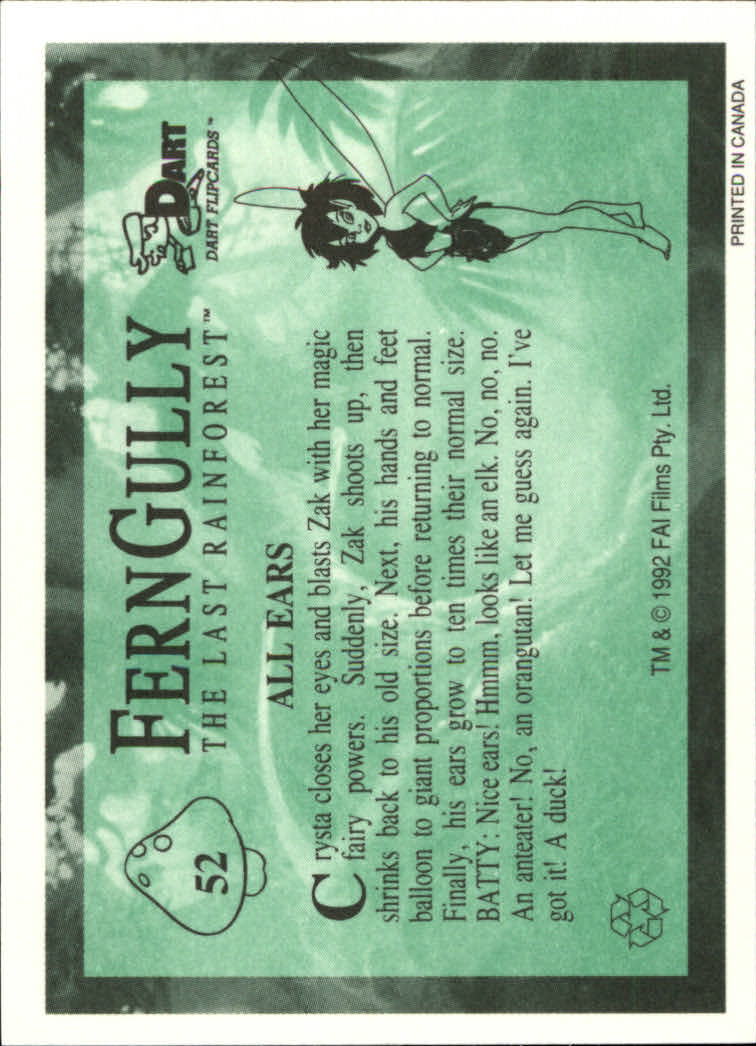 52
FERNGULLY
THE LAST RAINFOREST™
DART
DART FLIPCARDS™
ALL EARS
Crysta closes her eyes and blasts Zak with her magic
fairy powers. Suddenly, Zak shoots up, then
shrinks back to his old size. Next, his hands and feet
balloon to giant proportions before returning to normal.
Finally, his ears grow to ten times their normal size.
BATTY: Nice ears! Hmmm, looks like an elk. No, no, no.
An anteater! No, an orangutan! Let me guess again. I've
got it! A duck!
TM & © 1992 FAI Films Pty. Ltd.
PRINTED IN CANADA